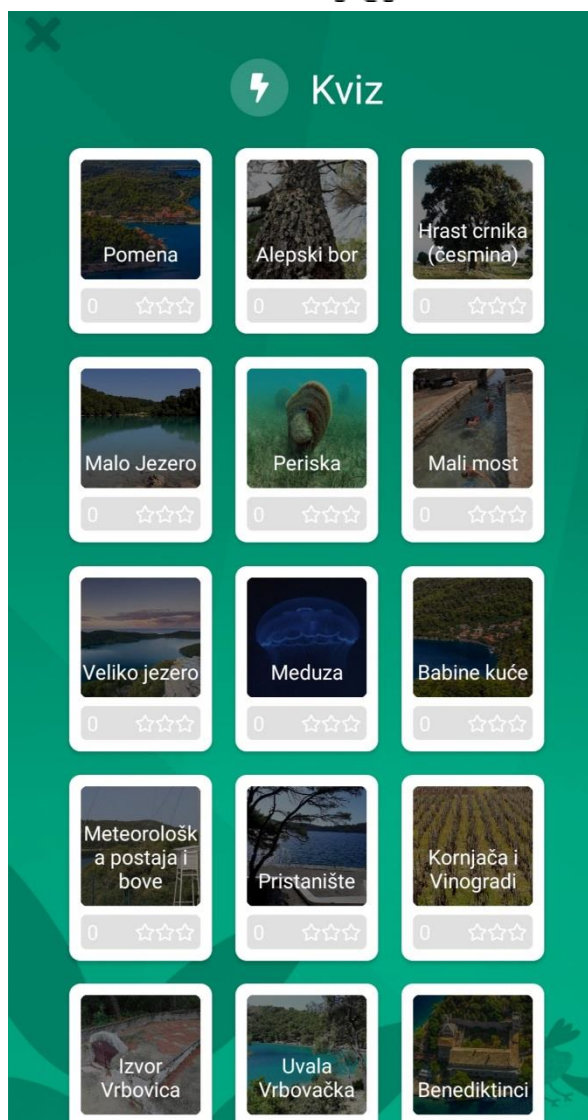 Kviz
Pomena
Alepski bor
Hrast crnika
(česmina)
0
0
0
Malo Jezero
Periska
Mali most
0
0
0
Veliko jezero
Meduza
Babine kuće
0
0
0
Meteorološk
a postaja i
bove
Pristanište
Kornjača i
Vinogradi
0
0
0
Izvor
Vrbovica
Uvala
Vrbovačka
Benediktinci